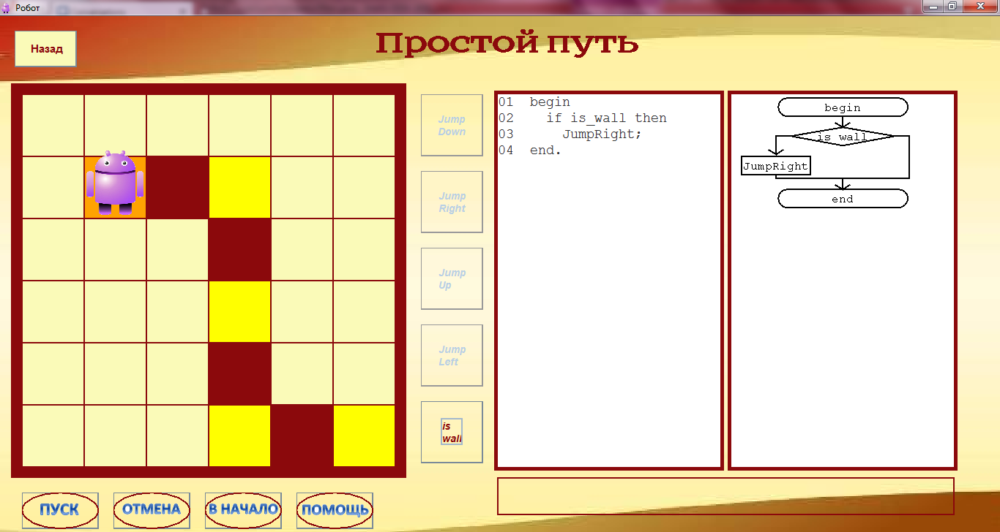 Робот
Назад
Простой путь
Jump
Down
Jump
Right
Jump
Up
Jump
Left
is
wall
01 begin
02 if is_wall then
03 JumpRight;
04 end.
begin
is wall
JumpRight
end
ПУСК
ОТМЕНА
В НАЧАЛО
ПОМОЩЬ